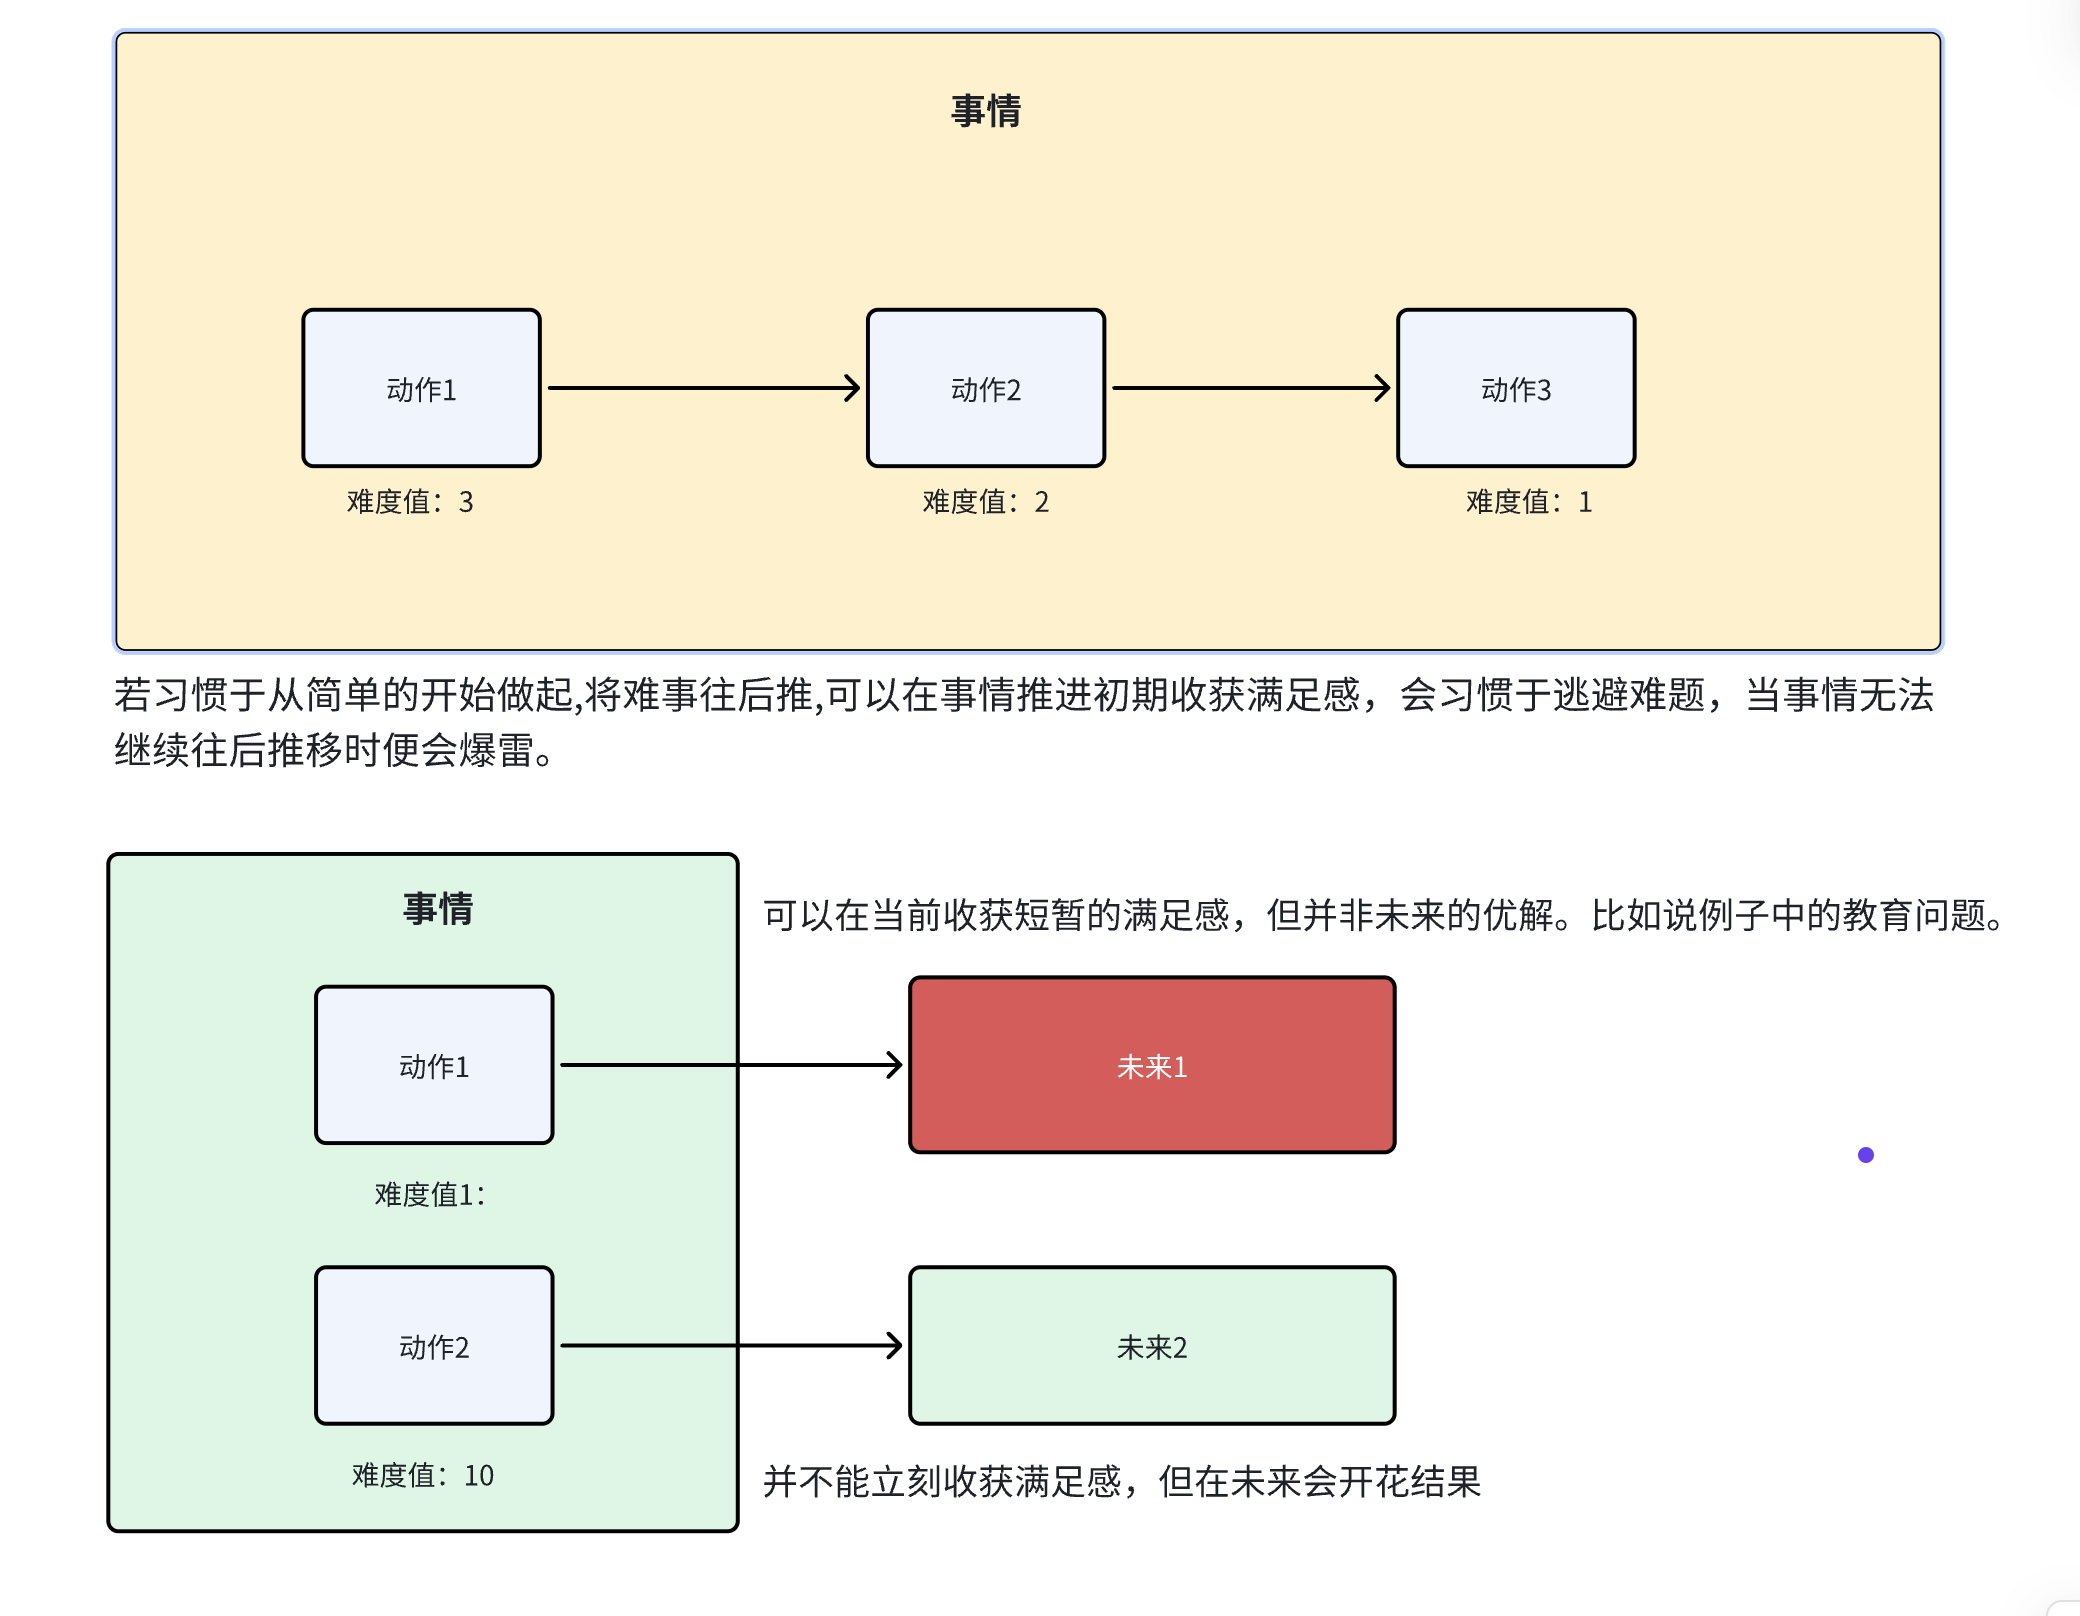 事情
动作1
动作2
动作3
难度值：3
难度值：2
难度值：1
若习惯于从简单的开始做起,将难事往后推,可以在事情推进初期收获满足感，会习惯于逃避难题，当事情无法
继续往后推移时便会爆雷。
事情
可以在当前收获短暂的满足感，但并非未来的优解。比如说例子中的教育问题。
动作1
未来1
难度值1：
动作2
未来2
难度值：10
并不能立刻收获满足感，但在未来会开花结果